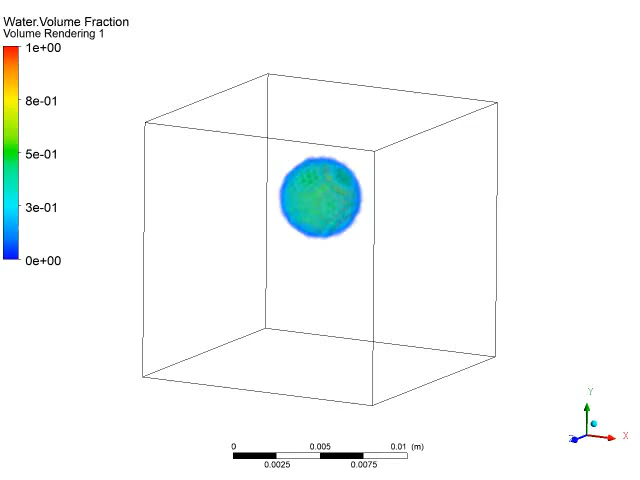 Water.Volume Fraction
Volume Rendering 1
1e+00
8e-01
5e-01
3e-01
0e+00
Y
X
Z
0 0.005 0.01 (m)
0.0025 0.0075